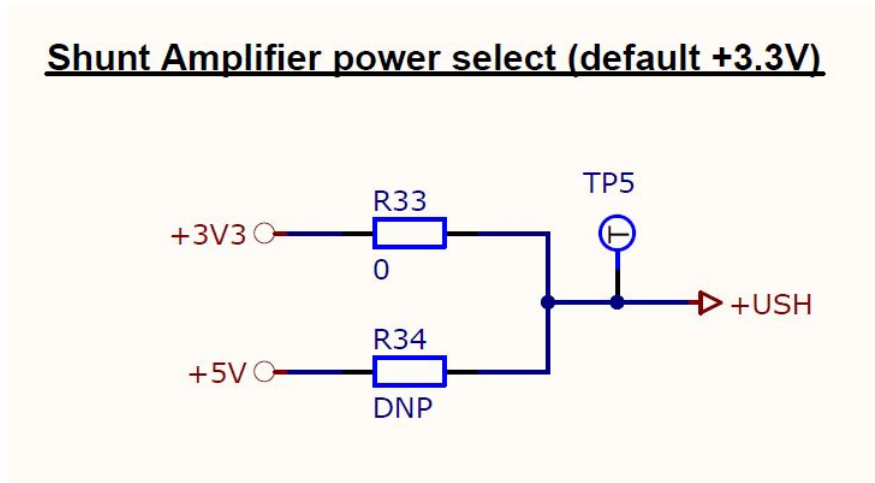 Shunt Amplifier power select (default +3.3V)
TP5
R33
+3V3
T
0
+USH
R34
+5V
DNP